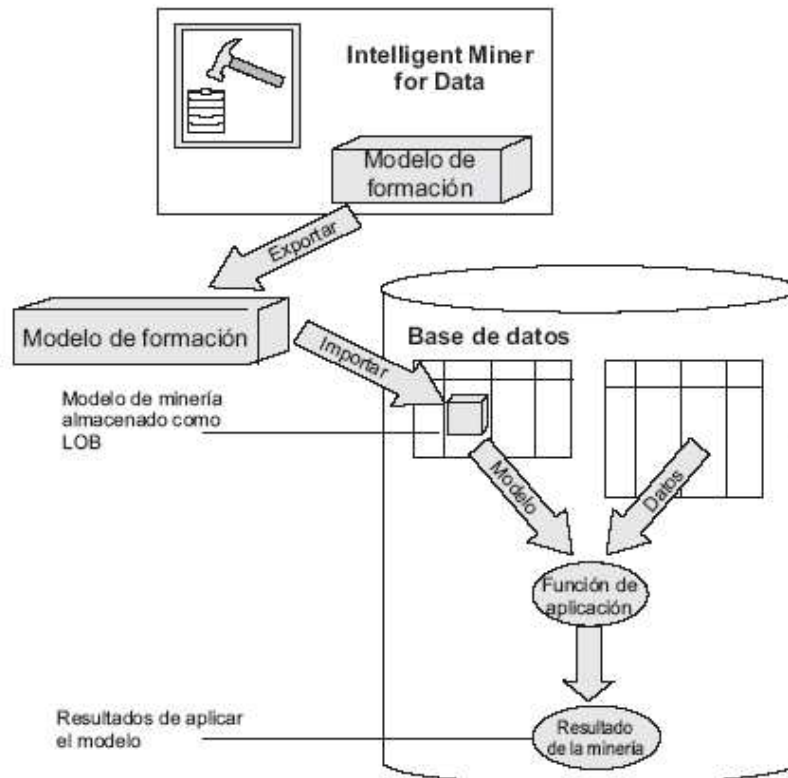 Intelligent Miner
for Data
Modelo de
formación
Exportar
Modelo de formación
Importar
Base de datos
Modelo de minería
almacenado como
LOB
Modelo
Datos
Función de
aplicación
Resultados de aplicar
el modelo
Resultado
de la minería